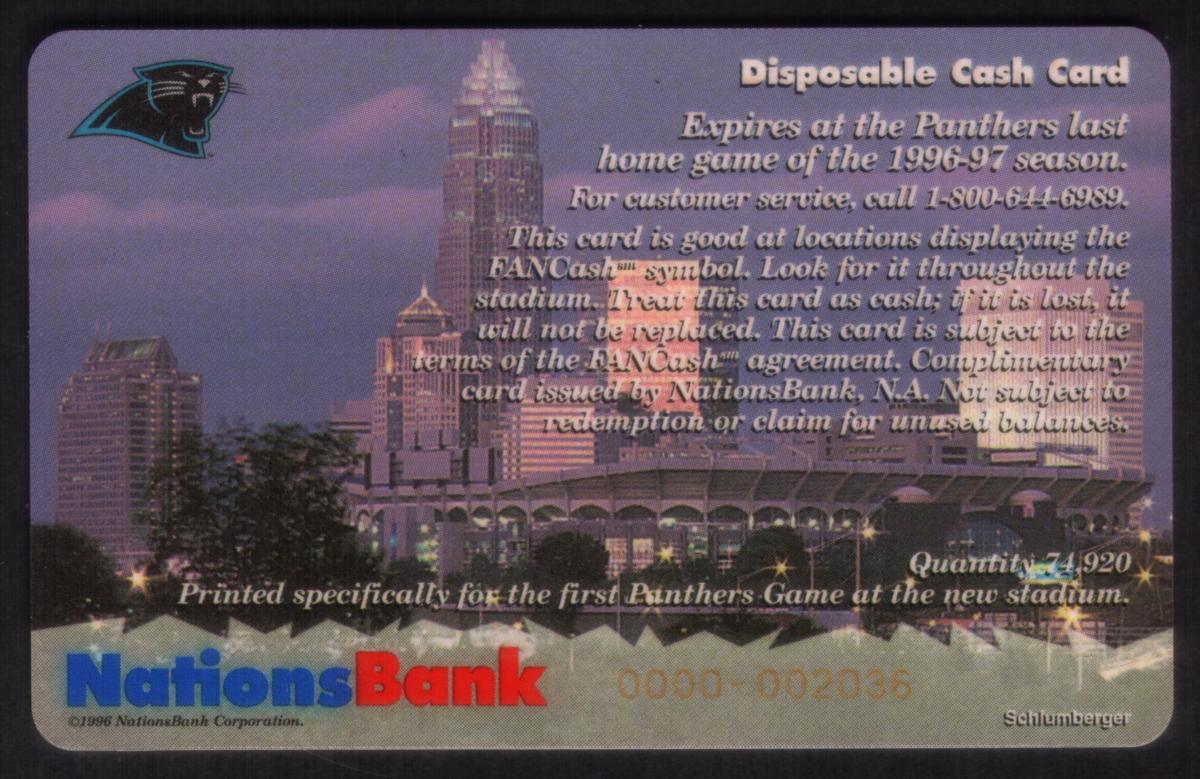 Disposable Cash Card
Expires at the Panthers last
home game of the 1996-97 season.
For customer service, call 1-800-644-6989.
This card is good at locations displaying the
FANCash℠ symbol. Look for it throughout the
stadium. Treat this card as cash; if it is lost, it
will not be replaced. This card is subject to the
terms of the FANCash℠ agreement. Complimentary
card issued by NationsBank, N.A. Not subject to
redemption or claim for unused balances.
Quantity 74,920
Printed specifically for the first Panthers Game at the new stadium.
NationsBank
0000-002036
©1996 NationsBank Corporation.
Schlumberger